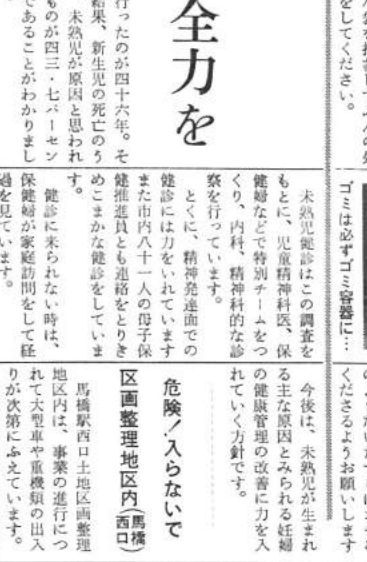 をしてください。
全力を
行ったのが四十六年。そ
結果、新生児の死亡のう
未熟児が原因と思われ
ものが四三・七パーセン
であることがわかりまし
ゴミは必ずゴミ容器に…
未熟児健診はこの調査を
もとに、児童精神科医、保
健婦などで特別チームをつ
くり、内科、精神科的な診
察を行っています。
とくに、精神発達面での
健診には力をいれています
また市内八十一人の母子保
健推進員とも連絡をとりき
めこまかな健診をしていま
す。
健診に来られない時は、
保健婦が家庭訪問をして経
過を見ています。
くださるようお願いします
今後は、未熟児が生まれ
る主な原因とみられる妊婦
の健康管理の改善に力を入
れていく方針です。
危険！入らないで
区画整理地区内(馬橋西口)
馬橋駅西口土地区画整理
地区内は、事業の進行につ
れて大型車や重機類の出入
りが次第にふえています。